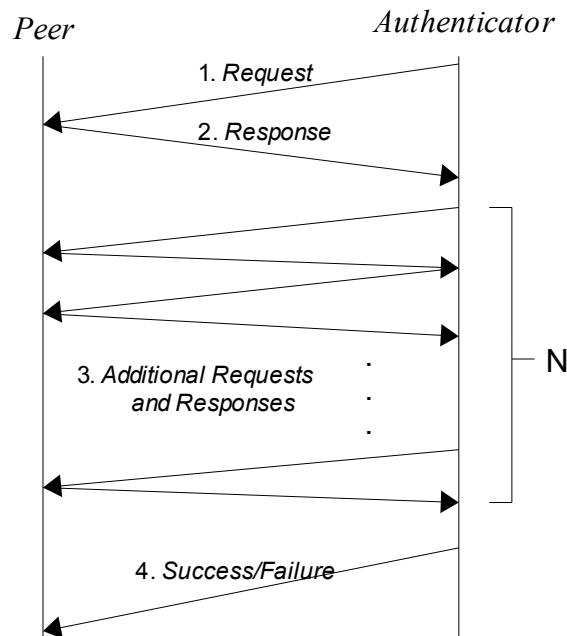 Peer
Authenticator
1. Request
2. Response
3. Additional Requests
and Responses
N
4. Success/Failure